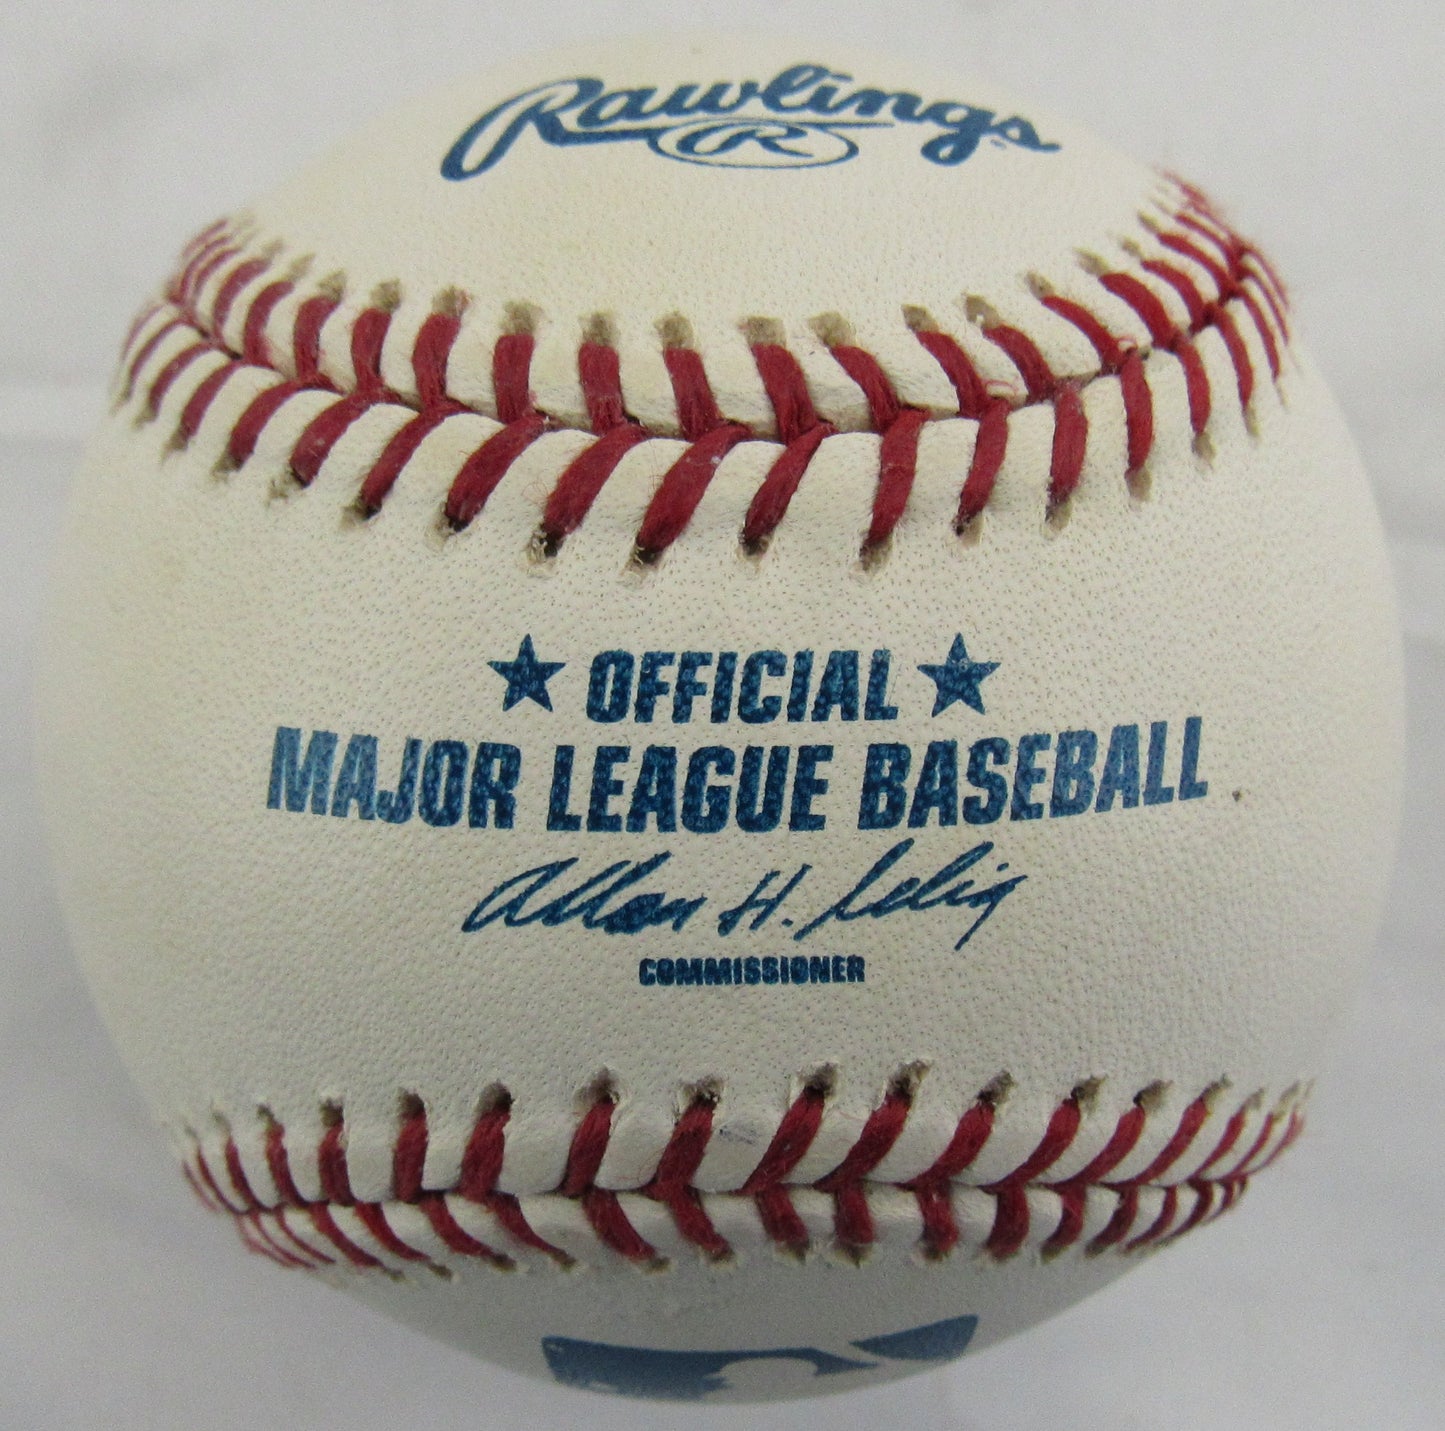 Rawlings
R
★ OFFICIAL ★
MAJOR LEAGUE BASEBALL
Allan H. Selig
COMMISSIONER